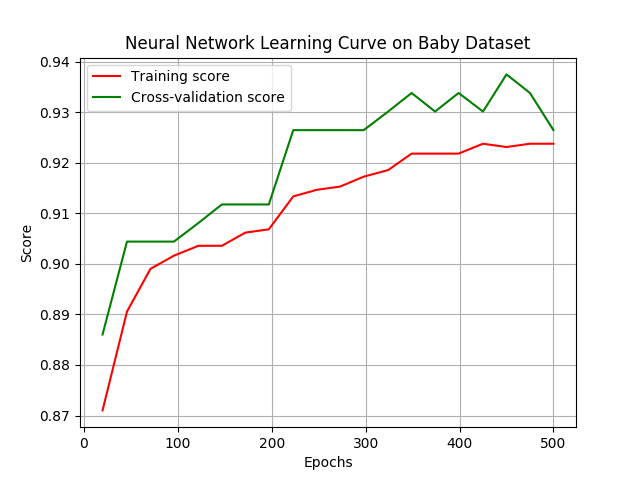 Neural Network Learning Curve on Baby Dataset
Training score
Cross-validation score
Score
0.94
0.93
0.92
0.91
0.90
0.89
0.88
0.87
0 100 200 300 400 500
Epochs